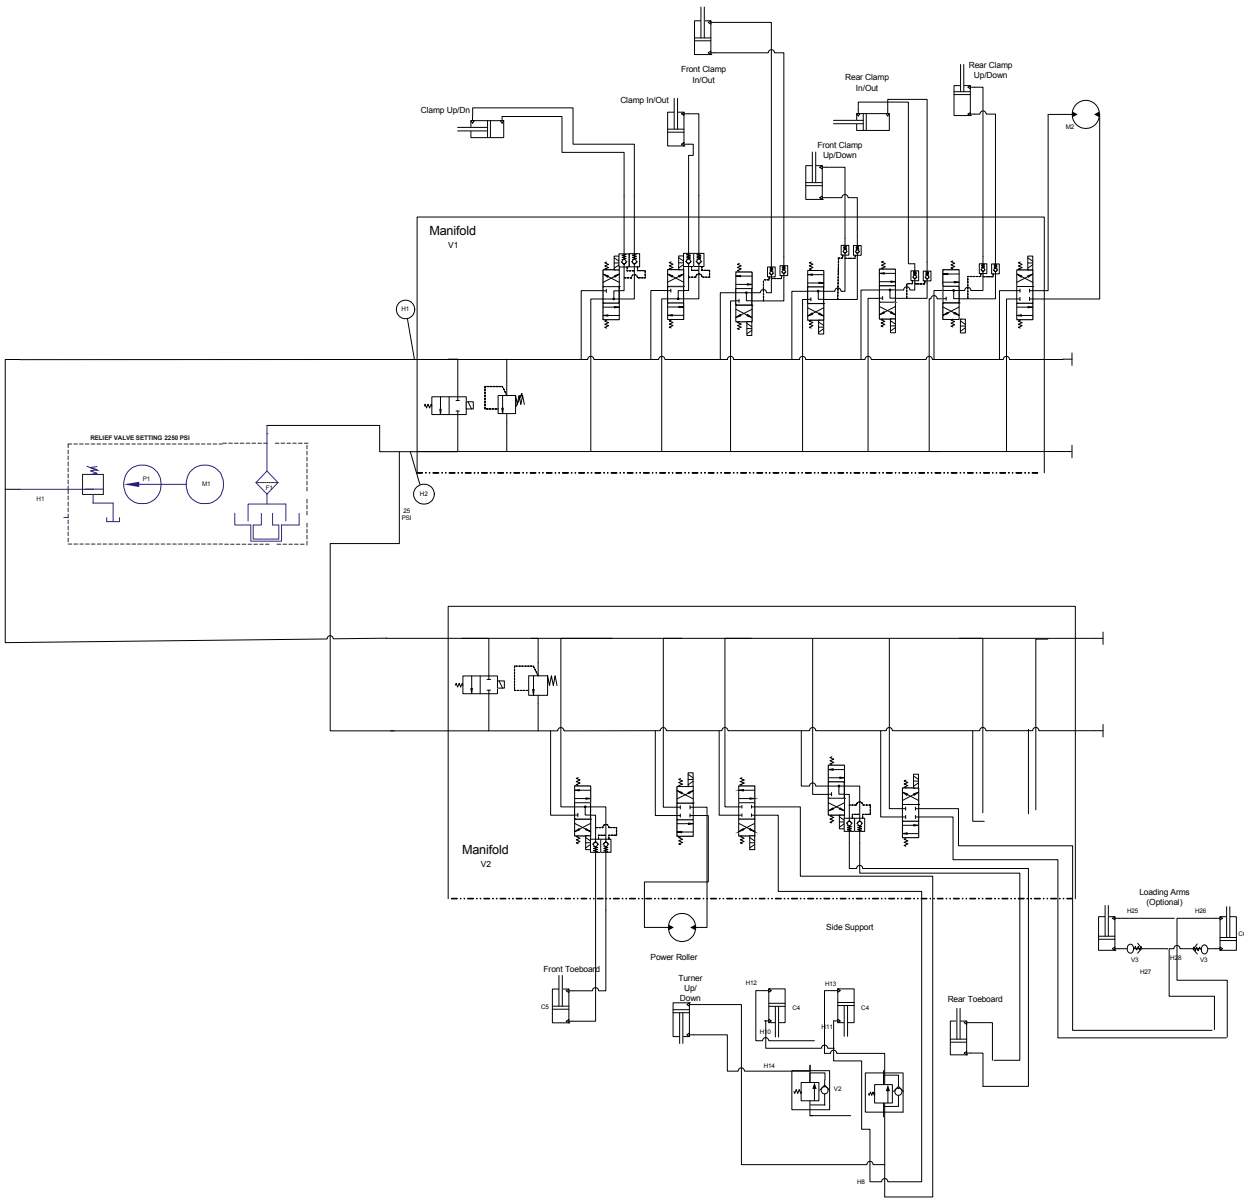 Front Clamp
In/Out
Rear Clamp
Up/Down
Rear Clamp
In/Out
Clamp In/Out
Clamp Up/Dn
M2
Front Clamp
Up/Down
Manifold
V1
H1
RELIEF VALVE SETTING 2250 PSI
P1
M1
F1
H1
H2
25
PSI
Manifold
V2
Loading Arms
(Optional)
H25
H26
V3
H28
V3
H27
Side Support
Power Roller
Front Toeboard
C5
Turner
Up/
Down
H12
H13
C4
C4
H10
H11
Rear Toeboard
H14
V2
H8